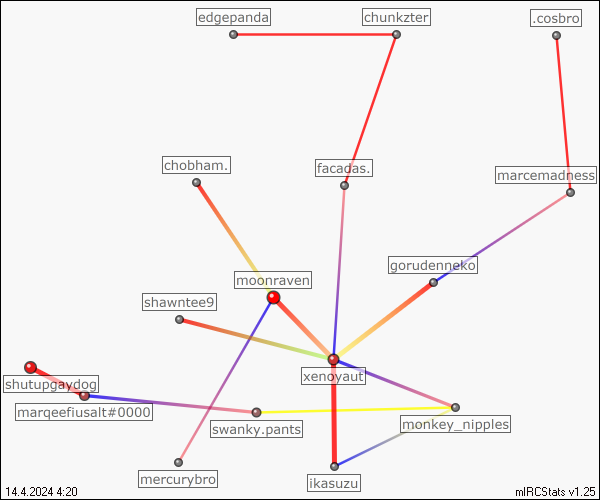 edgepanda
chunkzter
.cosbro
chobham.
facadas.
marcemadness
gorudenneko
moonraven
shawntee9
xenoyaut
shutupgaydog
marqeefiusalt#0000
swanky.pants
monkey_nipples
mercurybro
ikasuzu
14.4.2024 4:20
mIRCStats v1.25